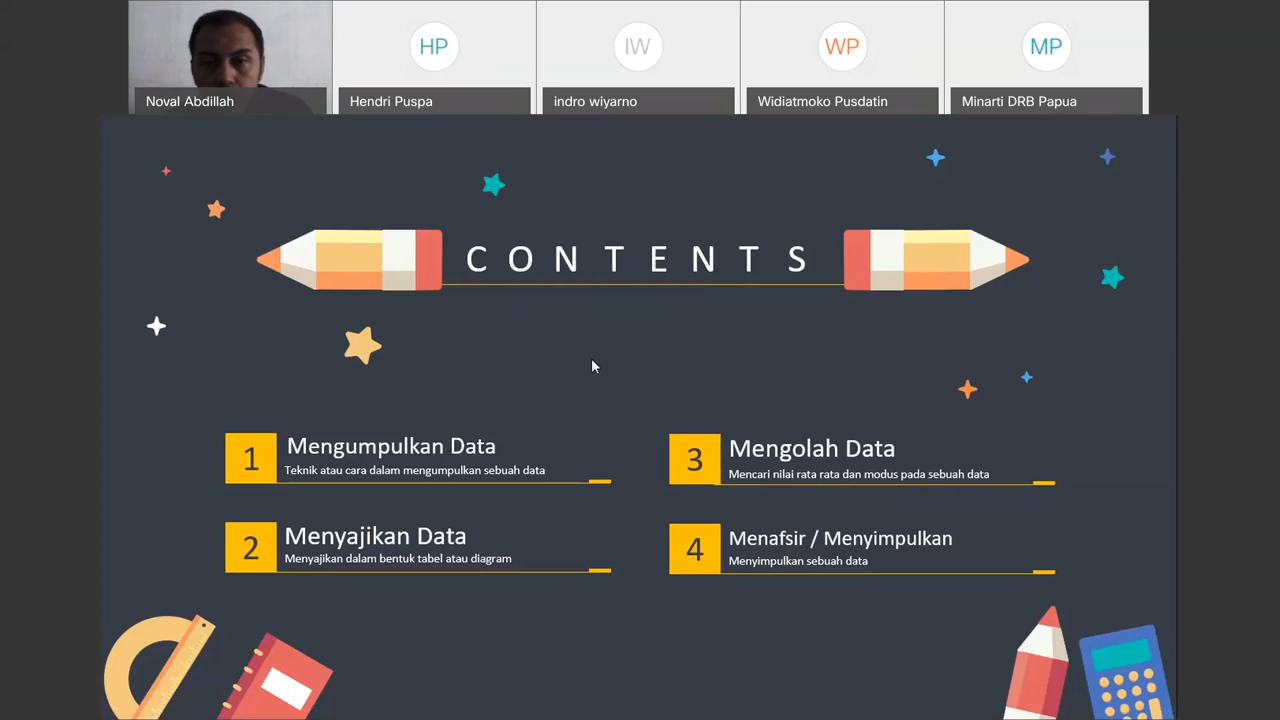 HP
IW
WP
MP
Noval Abdillah
Hendri Puspa
indro wiyarno
Widiatmoko Pusdatin
Minarti DRB Papua
CONTENTS
1
Mengumpulkan Data
Teknik atau cara dalam mengumpulkan sebuah data
2
Menyajikan Data
Menyajikan dalam bentuk tabel atau diagram
3
Mengolah Data
Mencari nilai rata rata dan modus pada sebuah data
4
Menafsir / Menyimpulkan
Menyimpulkan sebuah data